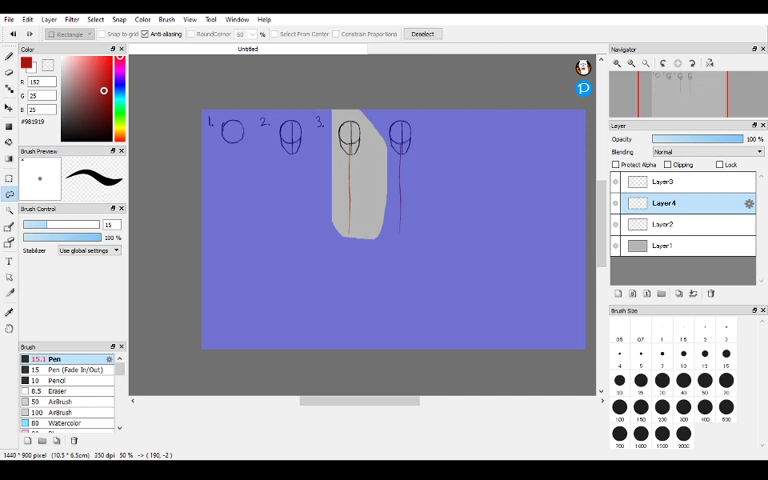 File Edit Layer Filter Select Snap Color Brush View Tool Window Help
Rectangle Snap to grid Anti-aliasing RoundCorner 50 % Select From Center Constrain Proportions Deselect
Color
Untitled
Navigator
R 152
G 25
B 25
#981919
Brush Preview
Brush Control
15
100 %
Stabilizer Use global settings
Brush
15.1 Pen
15 Pen (Fade In/Out)
10 Pencil
8.5 Eraser
50 AirBrush
100 AirBrush
80 Watercolor
1. 2. 3.
Layer
Opacity 100 %
Blending Normal
Protect Alpha Clipping Lock
Layer3
Layer4
Layer2
Layer1
Brush Size
1440 * 900 pixel (10.5 * 6.5cm) 350 dpi 50 % -> ( 190, -2 )